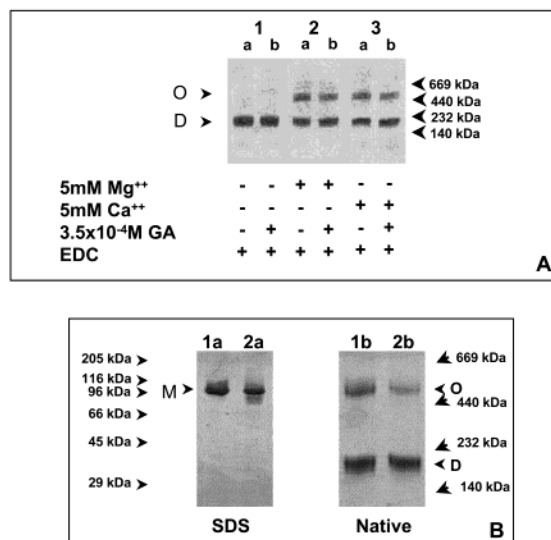 1 2 3
a b a b a b
O
D
669 kDa
440 kDa
232 kDa
140 kDa
5mM Mg++ - - + + - -
5mM Ca++ - - - - + +
3.5x10-4M GA - + - + - +
EDC + + + + + +
A
1a 2a 1b 2b
205 kDa
116 kDa
96 kDa
66 kDa
45 kDa
29 kDa
M
669 kDa
O
440 kDa
232 kDa
D
140 kDa
SDS Native
B